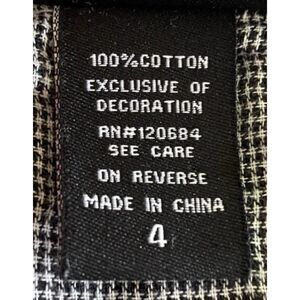 100%COTTON
EXCLUSIVE OF
DECORATION
RN#120684
SEE CARE
ON REVERSE
MADE IN CHINA
4